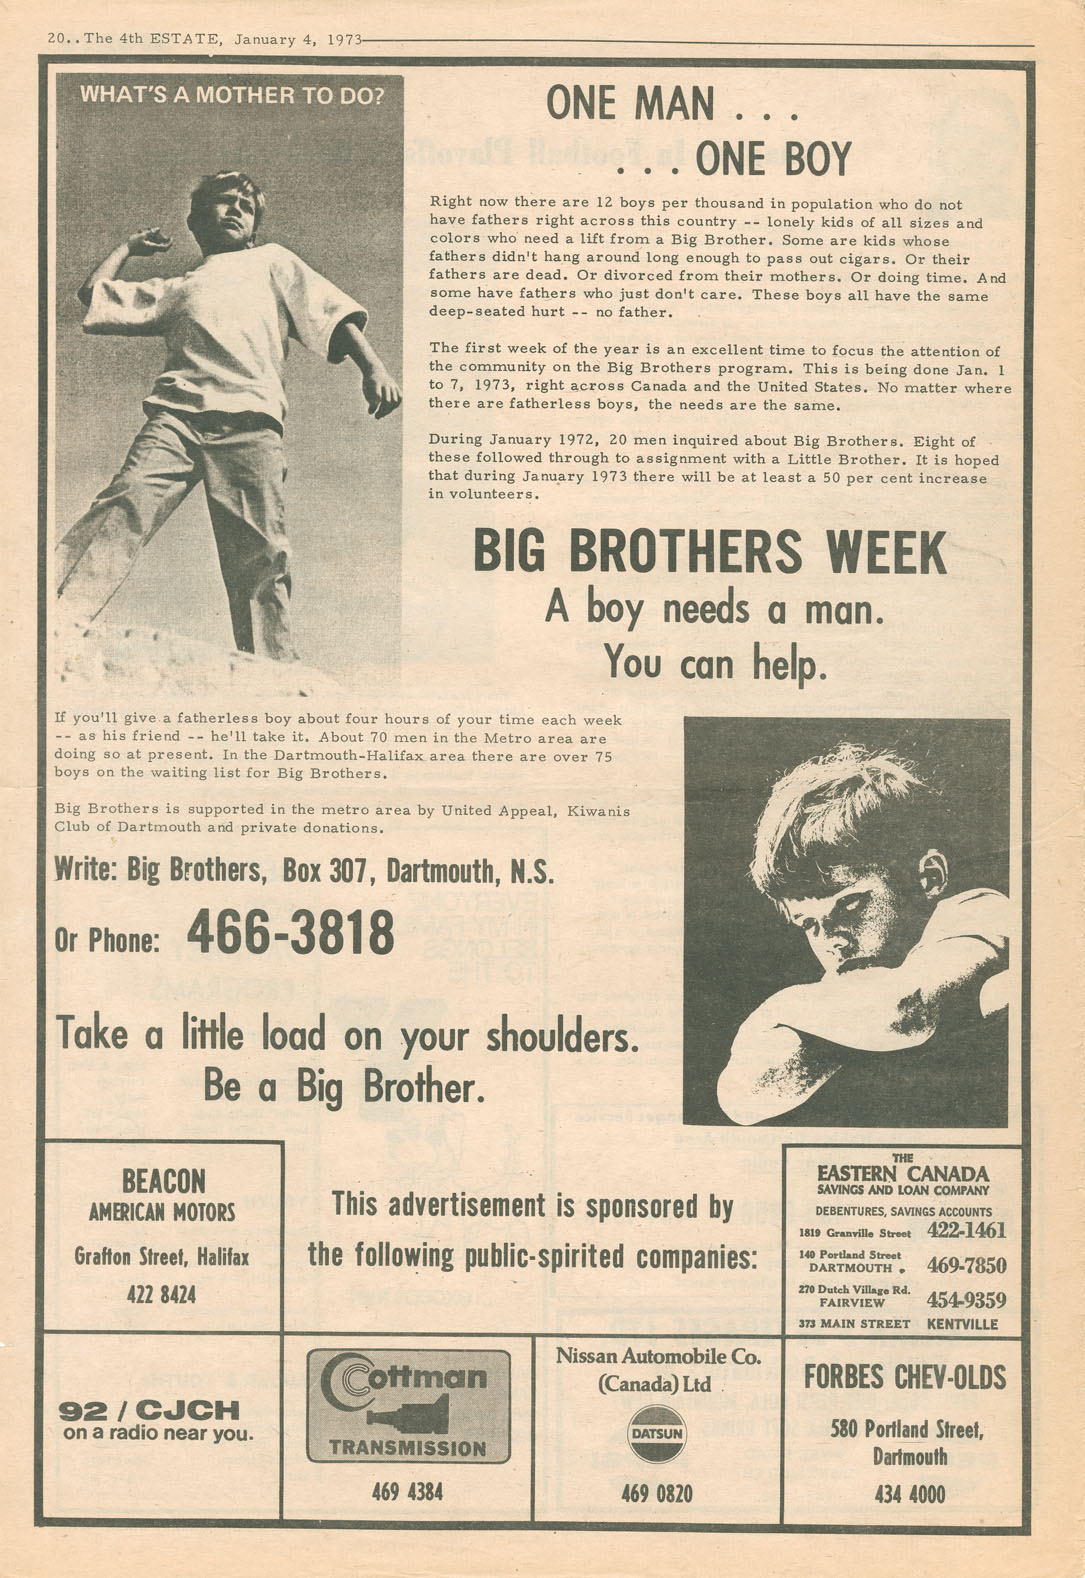 20..The 4th ESTATE, January 4, 1973
WHAT'S A MOTHER TO DO?
ONE MAN . . .
. . . ONE BOY
Right now there are 12 boys per thousand in population who do not
have fathers right across this country -- lonely kids of all sizes and
colors who need a lift from a Big Brother. Some are kids whose
fathers didn't hang around long enough to pass out cigars. Or their
fathers are dead. Or divorced from their mothers. Or doing time. And
some have fathers who just don't care. These boys all have the same
deep-seated hurt -- no father.
The first week of the year is an excellent time to focus the attention of
the community on the Big Brothers program. This is being done Jan. 1
to 7, 1973, right across Canada and the United States. No matter where
there are fatherless boys, the needs are the same.
During January 1972, 20 men inquired about Big Brothers. Eight of
these followed through to assignment with a Little Brother. It is hoped
that during January 1973 there will be at least a 50 per cent increase
in volunteers.
BIG BROTHERS WEEK
A boy needs a man.
You can help.
If you'll give a fatherless boy about four hours of your time each week
-- as his friend -- he'll take it. About 70 men in the Metro area are
doing so at present. In the Dartmouth-Halifax area there are over 75
boys on the waiting list for Big Brothers.
Big Brothers is supported in the metro area by United Appeal, Kiwanis
Club of Dartmouth and private donations.
Write: Big Brothers, Box 307, Dartmouth, N.S.
Or Phone: 466-3818
Take a little load on your shoulders.
Be a Big Brother.
BEACON
AMERICAN MOTORS
Grafton Street, Halifax
422 8424
This advertisement is sponsored by
the following public-spirited companies:
THE
EASTERN CANADA
SAVINGS AND LOAN COMPANY
DEBENTURES, SAVINGS ACCOUNTS
1819 Granville Street 422-1461
140 Portland Street
DARTMOUTH 469-7850
270 Dutch Village Rd.
FAIRVIEW 454-9359
373 MAIN STREET KENTVILLE
92 / CJCH
on a radio near you.
Cottman
TRANSMISSION
469 4384
Nissan Automobile Co.
(Canada) Ltd
DATSUN
469 0820
FORBES CHEV-OLDS
580 Portland Street,
Dartmouth
434 4000